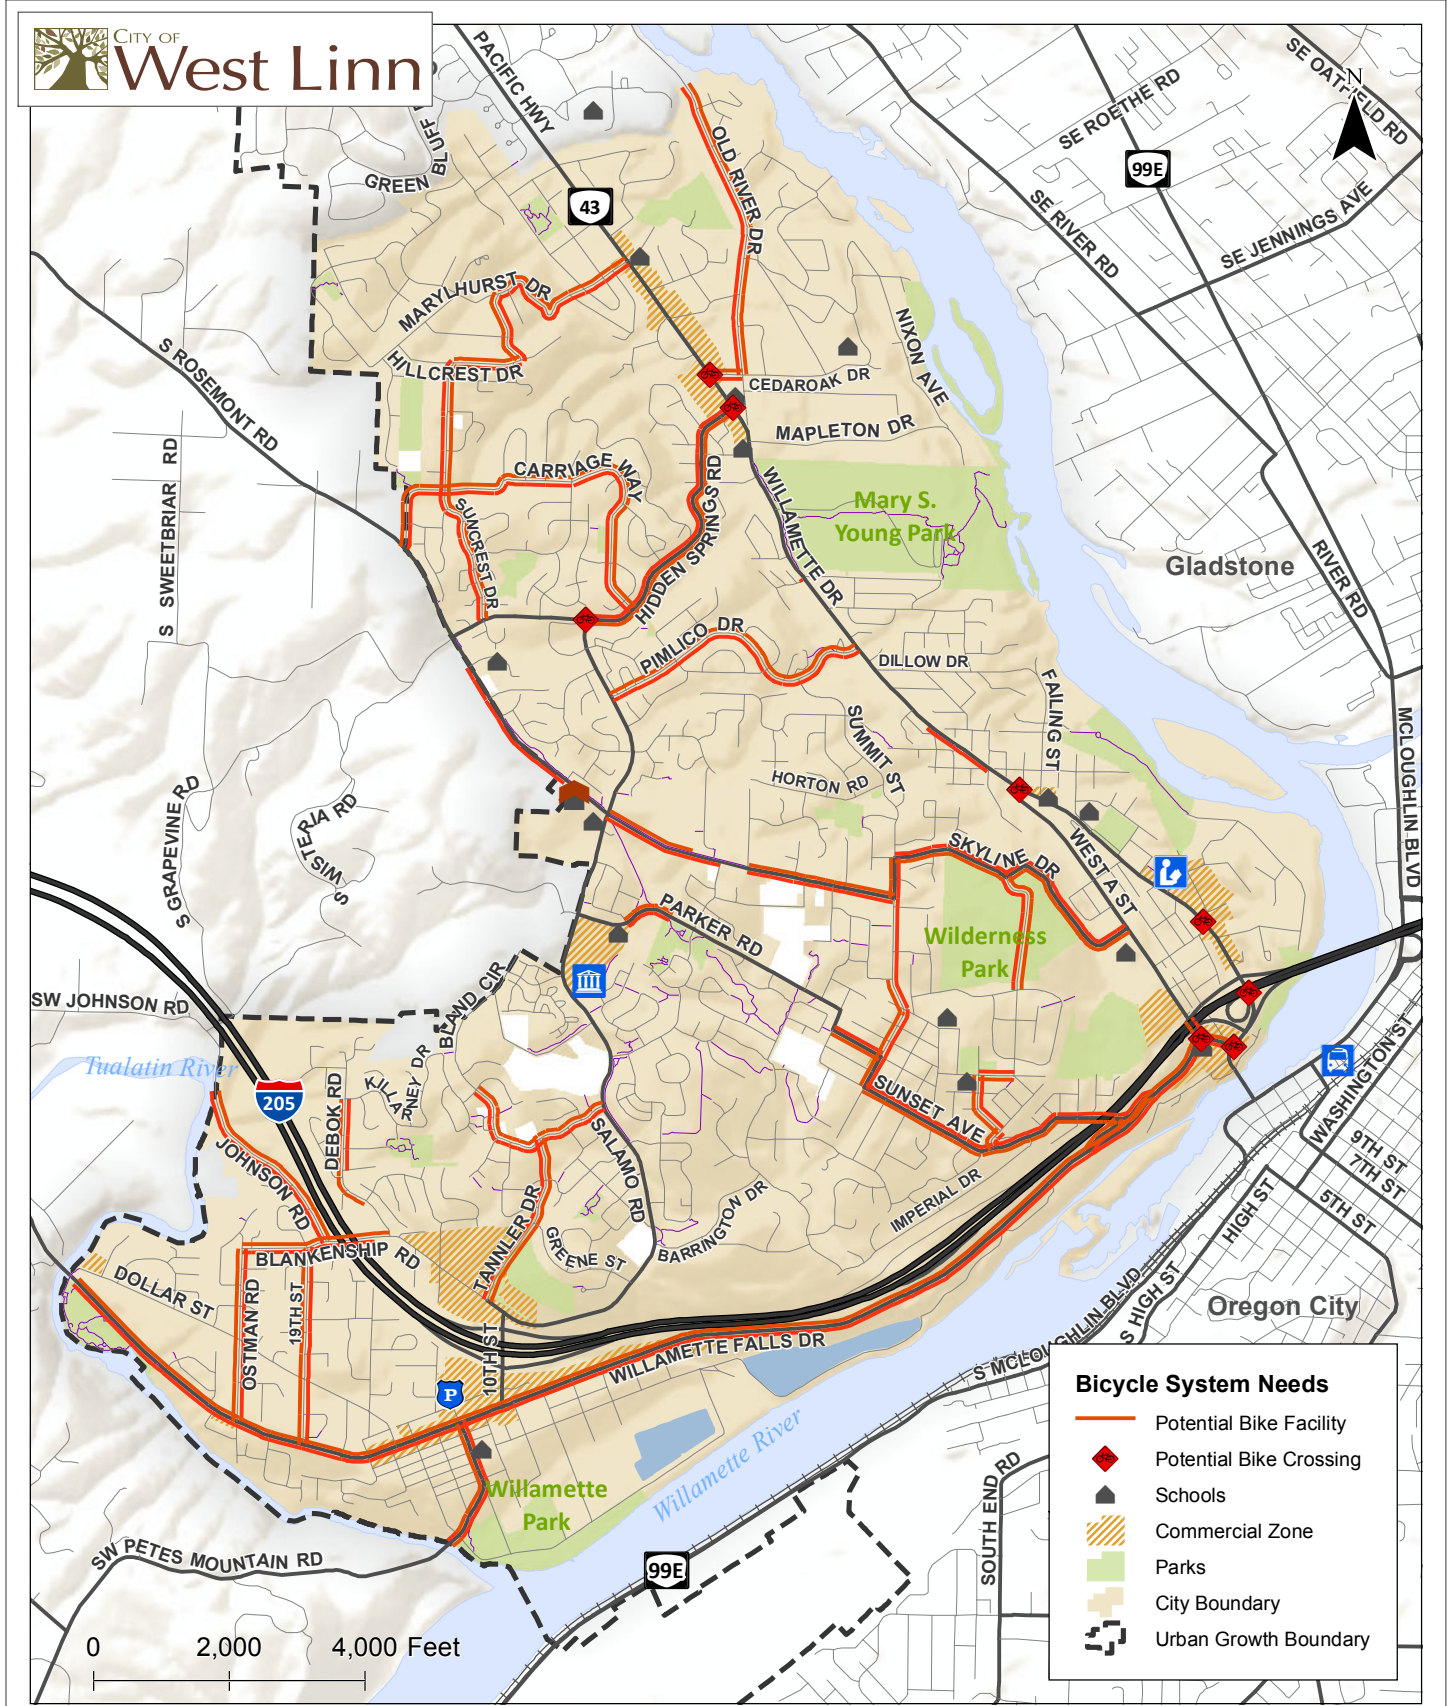 CITY OF
West Linn
PACIFIC HWY
GREEN BLUFF
43
OLD RIVER DR
SE OATFIELD RD
N
SE ROETHE RD
99E
SE RIVER RD
SE JENNINGS AVE
MARYLHURST DR
HILLCREST DR
S ROSEMONT RD
NIXON AVE
CEDAROAK DR
MAPLETON DR
CARRIAGE WAY
S SWEETBRIAR RD
SUNCREST DR
HIDDEN SPRINGS RD
WILLAMETTE DR
Mary S.
Young Park
Gladstone
RIVER RD
PIMLICO DR
DILLOW DR
FAILING ST
SUMMIT ST
HORTON RD
MCLOUGHLIN BLVD
S GRAPEVINE RD
S WISTERIA RD
SKYLINE DR
WEST A ST
PARKER RD
Wilderness
Park
SW JOHNSON RD
BLAND CIR
Tualatin River
205
DEBOK RD
KILLARNEY DR
SUNSET AVE
WASHINGTON ST
9TH ST
7TH ST
5TH ST
HIGH ST
JOHNSON RD
SALAMO RD
IMPERIAL DR
BARRINGTON DR
TANNLER DR
GREENE ST
BLANKENSHIP RD
DOLLAR ST
OSTMAN RD
19TH ST
10TH ST
WILLAMETTE FALLS DR
S MCLOUGHLIN BLVD
S HIGH ST
Oregon City
P
Willamette
Park
Willamette River
SW PETES MOUNTAIN RD
99E
SOUTH END RD
0 2,000 4,000 Feet
Bicycle System Needs
Potential Bike Facility
Potential Bike Crossing
Schools
Commercial Zone
Parks
City Boundary
Urban Growth Boundary